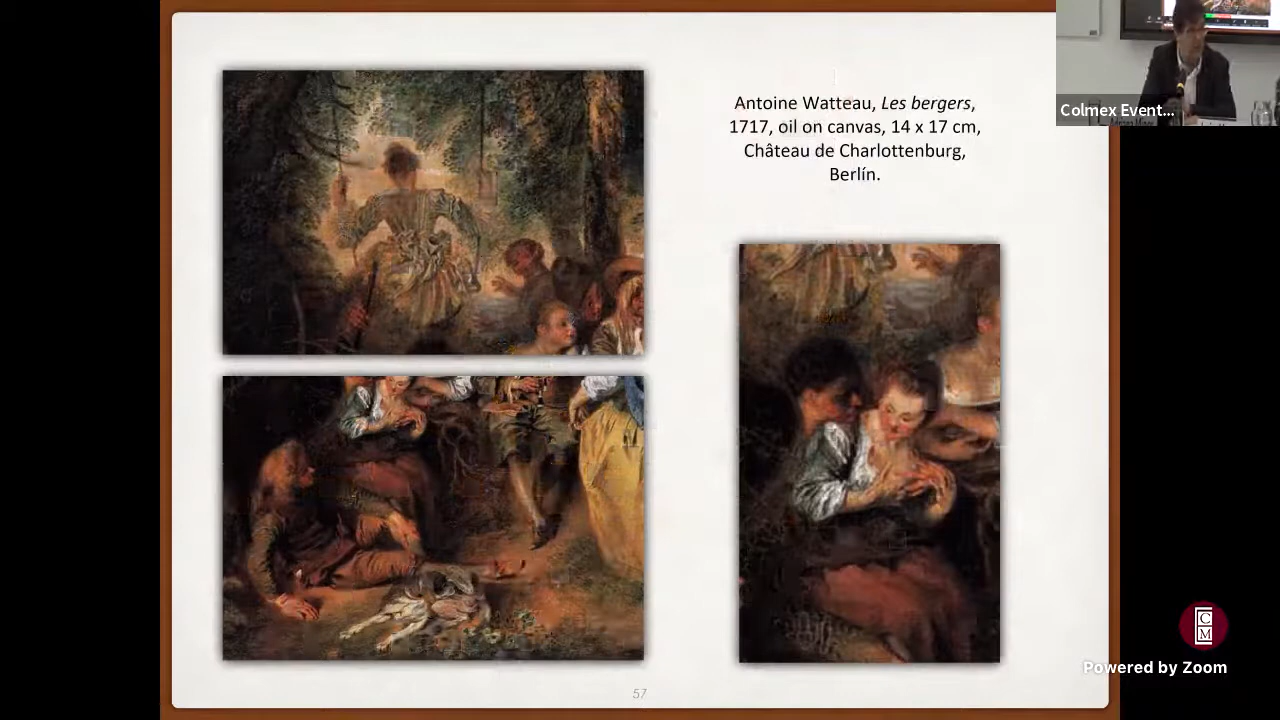 Antoine Watteau, Les bergers,
1717, oil on canvas, 14 x 17 cm,
Château de Charlottenburg,
Berlín.
Colmex Event...
C
M
Powered by Zoom
57